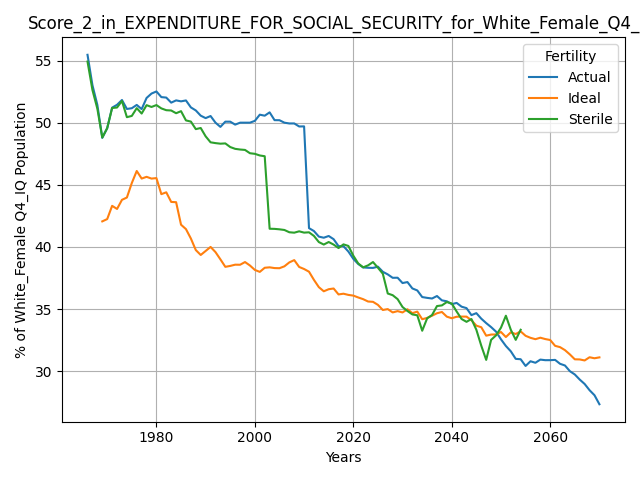 Score_2_in_EXPENDITURE_FOR_SOCIAL_SECURITY_for_White_Female_Q4_
Fertility
Actual
Ideal
Sterile
% of White_Female Q4_IQ Population
55
50
45
40
35
30
1980
2000
2020
2040
2060
Years